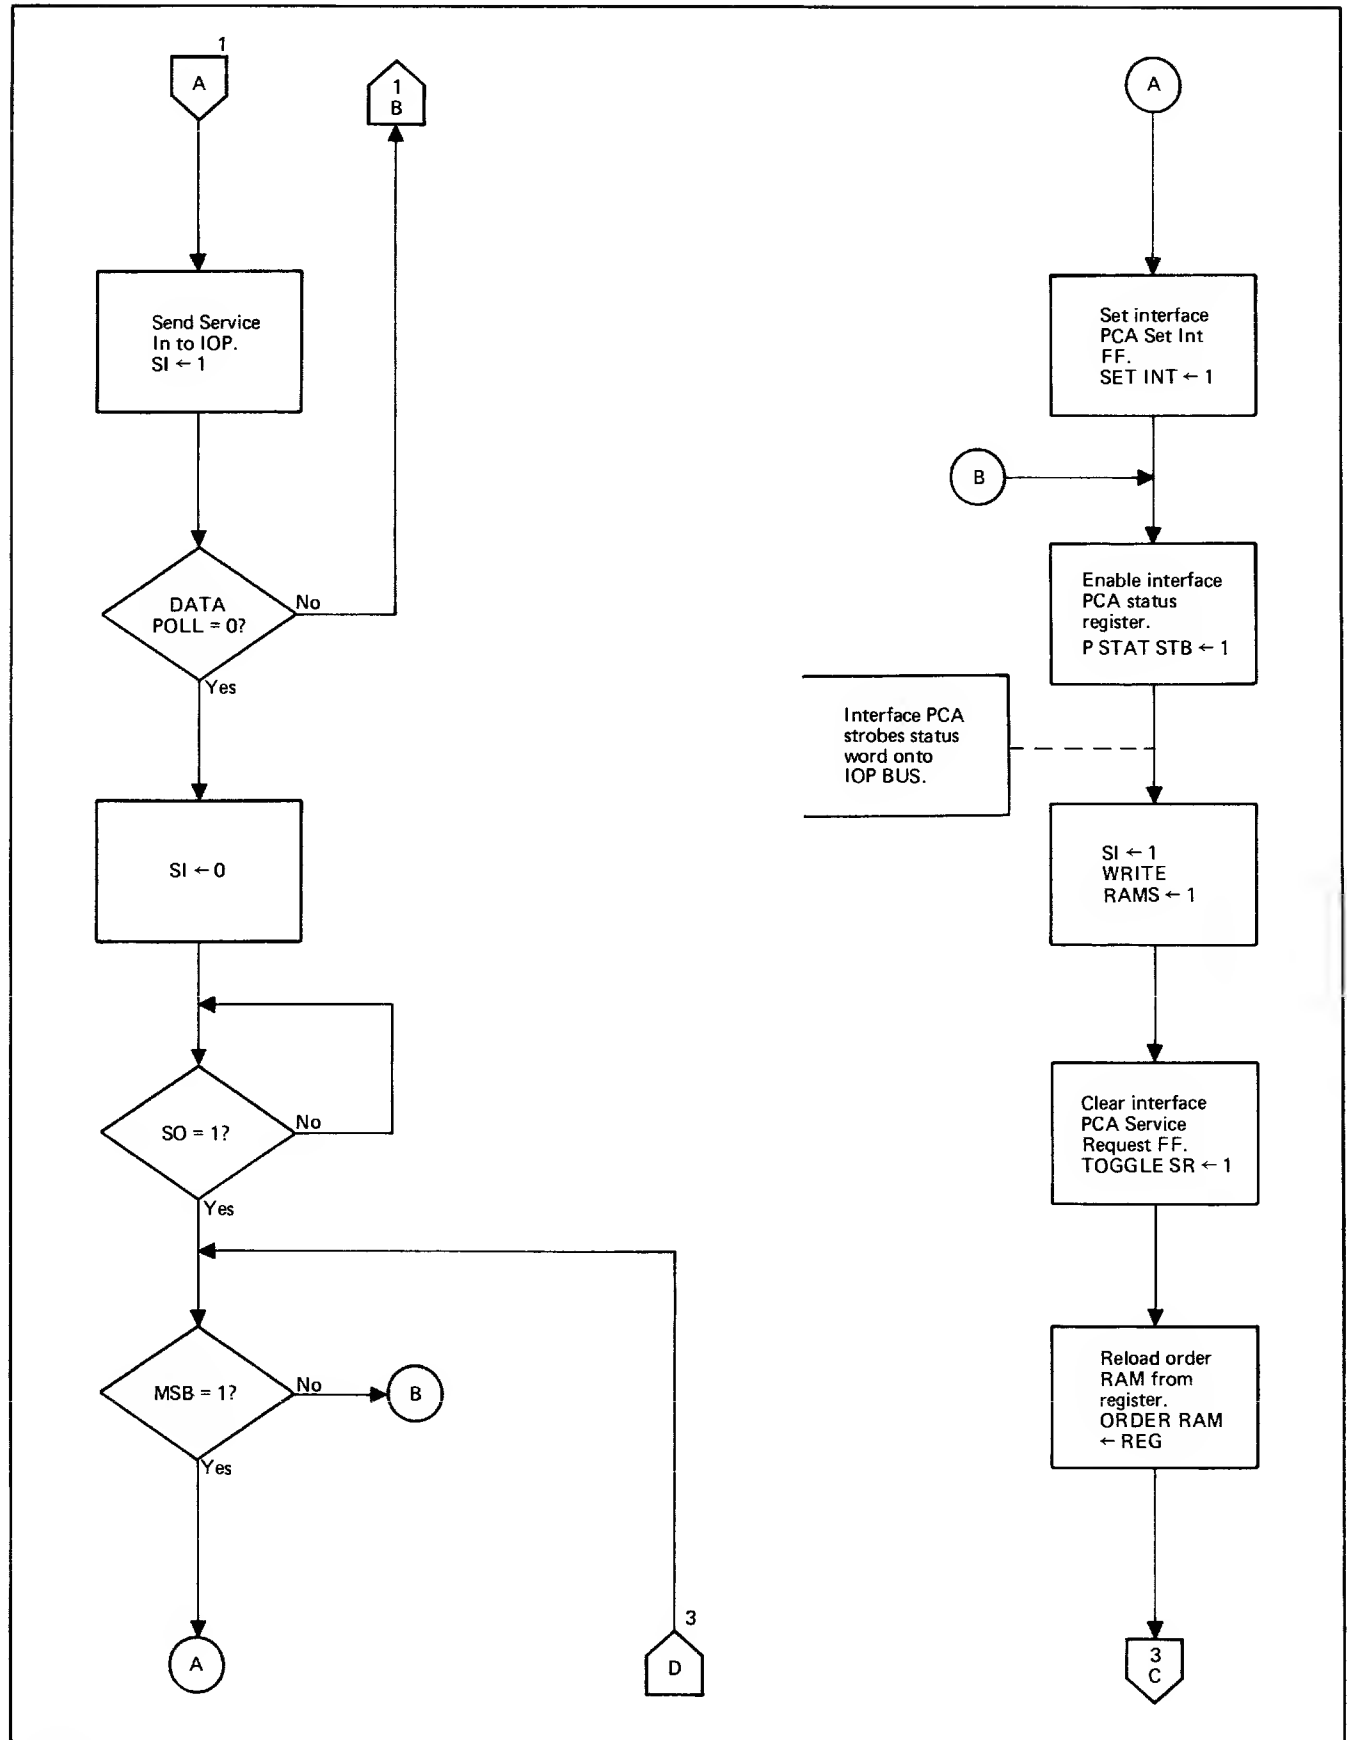 1
A
1
B
Send Service
In to IOP.
SI ← 1
DATA
POLL = 0?
No
Yes
SI ← 0
SO = 1?
No
Yes
MSB = 1?
No
B
Yes
A
3
D
A
Set interface
PCA Set Int
FF.
SET INT ← 1
B
Enable interface
PCA status
register.
P STAT STB ← 1
Interface PCA
strobes status
word onto
IOP BUS.
SI ← 1
WRITE
RAMS ← 1
Clear interface
PCA Service
Request FF.
TOGGLE SR ← 1
Reload order
RAM from
register.
ORDER RAM
← REG
3
C